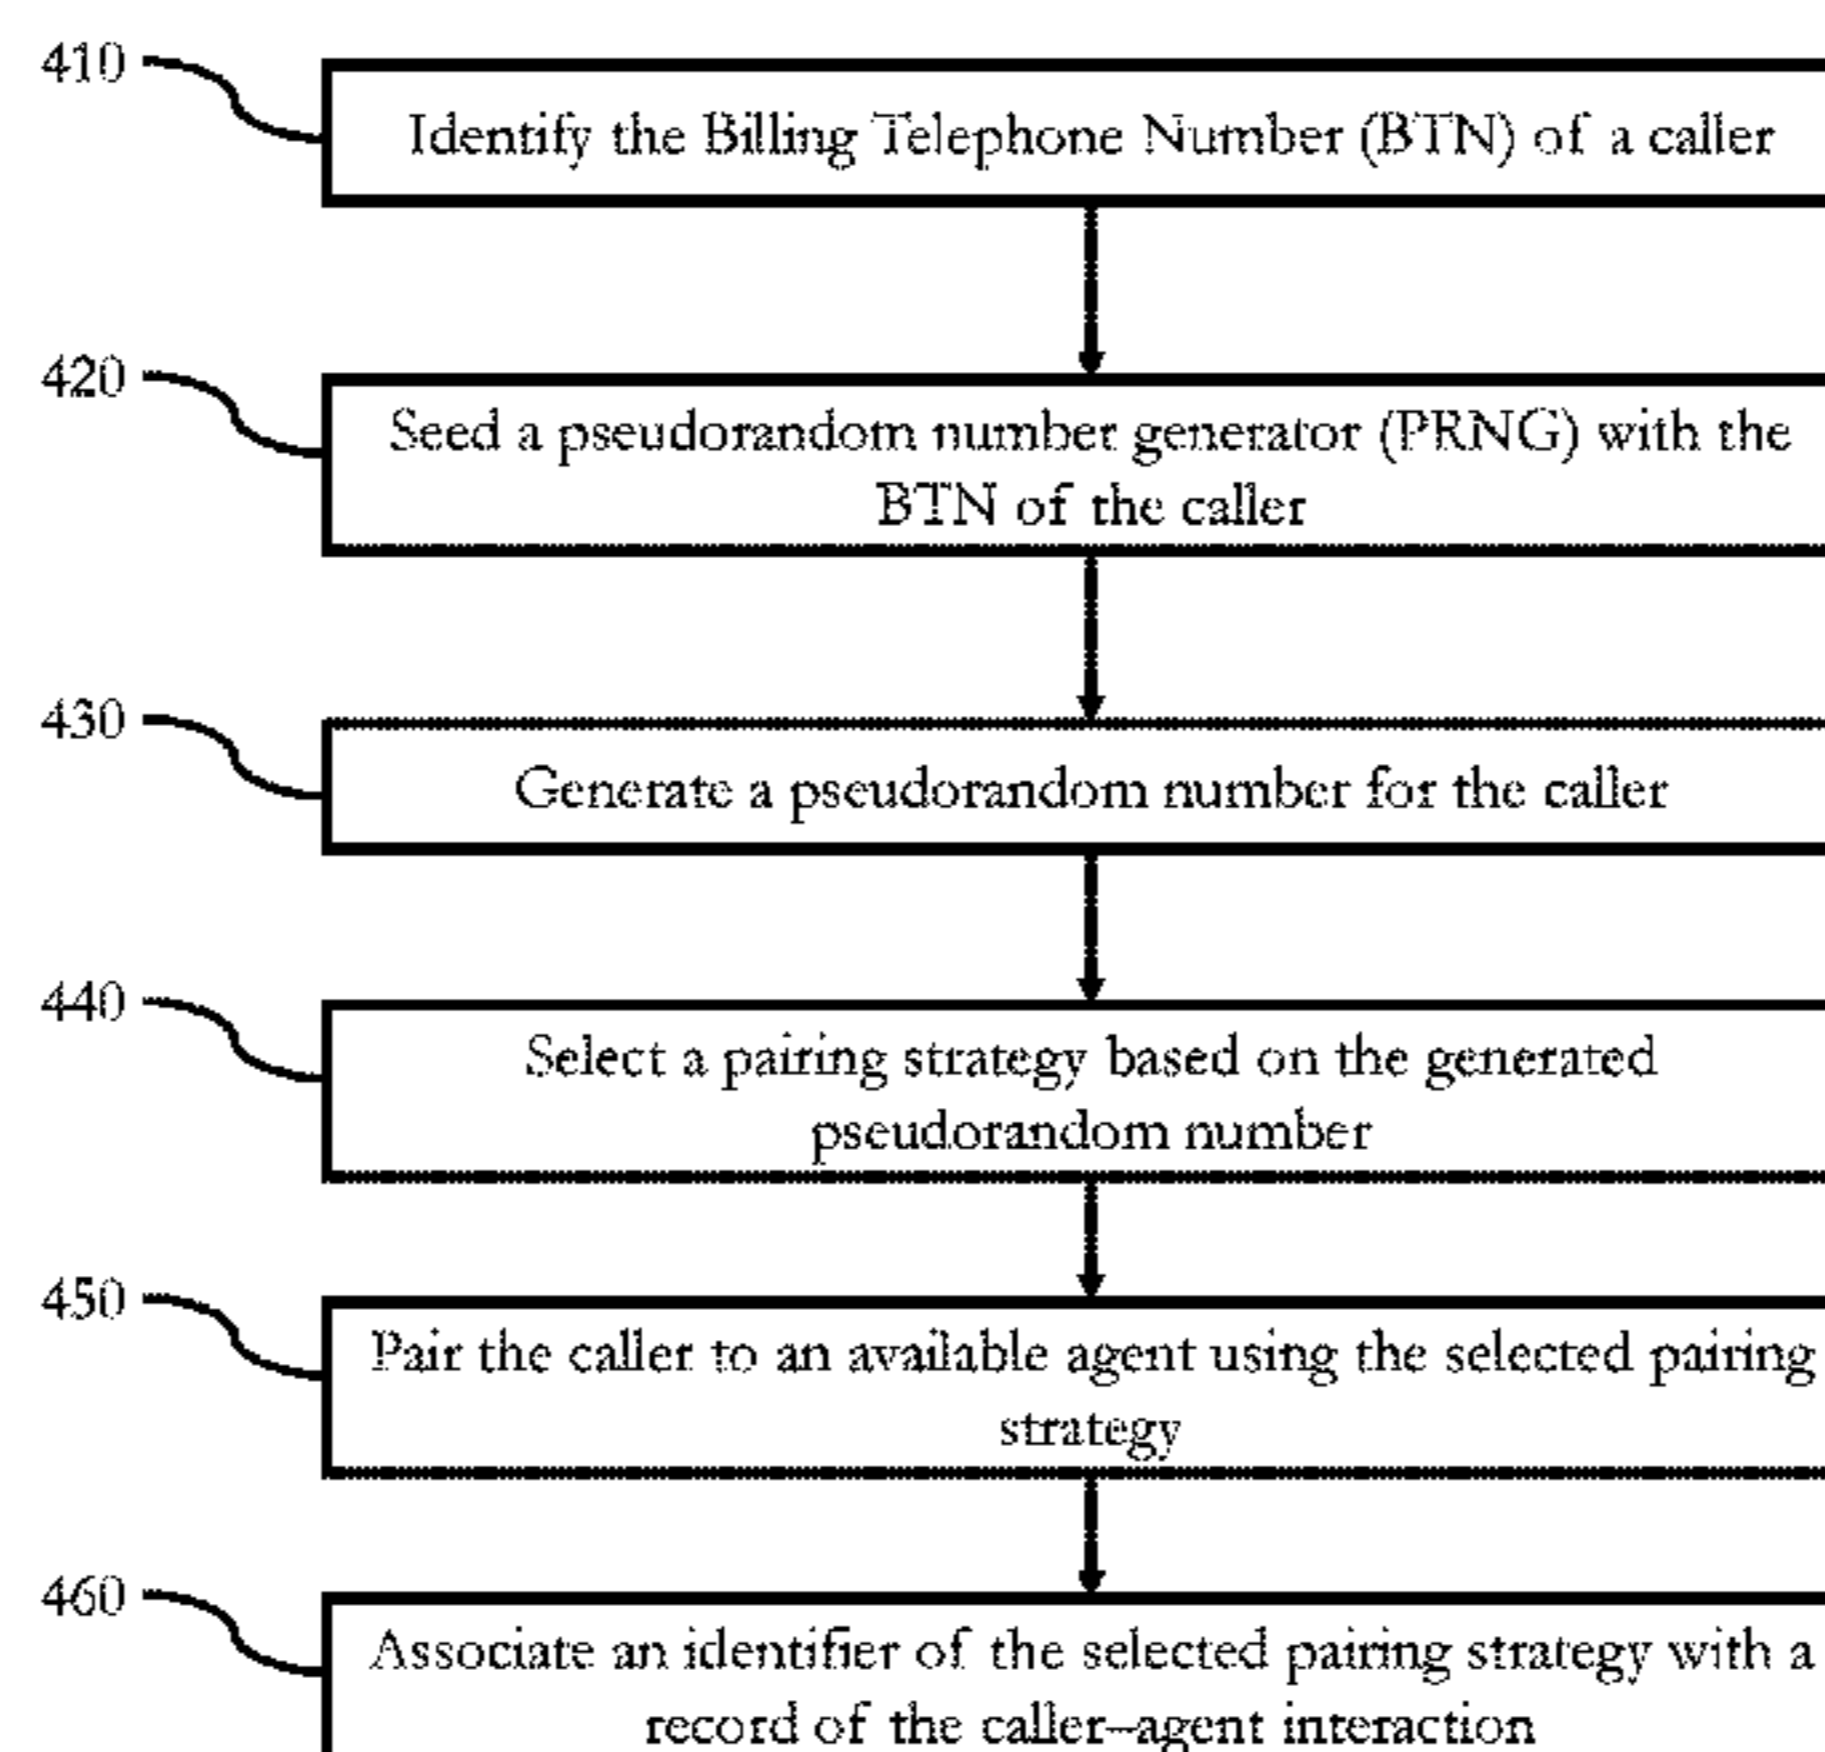 410
Identify the Billing Telephone Number (BTN) of a caller
420
Seed a pseudorandom number generator (PRNG) with the
BTN of the caller
430
Generate a pseudorandom number for the caller
440
Select a pairing strategy based on the generated
pseudorandom number
450
Pair the caller to an available agent using the selected pairing
strategy
460
Associate an identifier of the selected pairing strategy with a
record of the caller–agent interaction